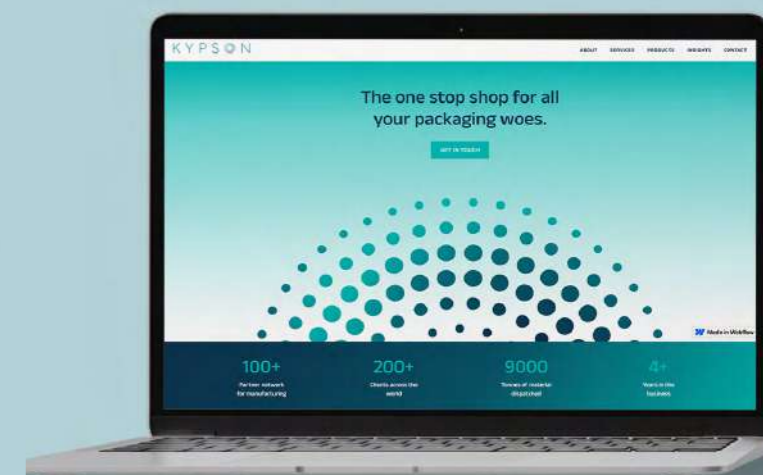 KYPSON
ABOUT SERVICES PRODUCTS INSIGHTS CONTACT
The one stop shop for all
your packaging woes.
GET IN TOUCH
Made in Webflow
100+
Partner network
for manufacturing
200+
Clients across the
world
9000
Tonnes of material
dispatched
4+
Years in the
business